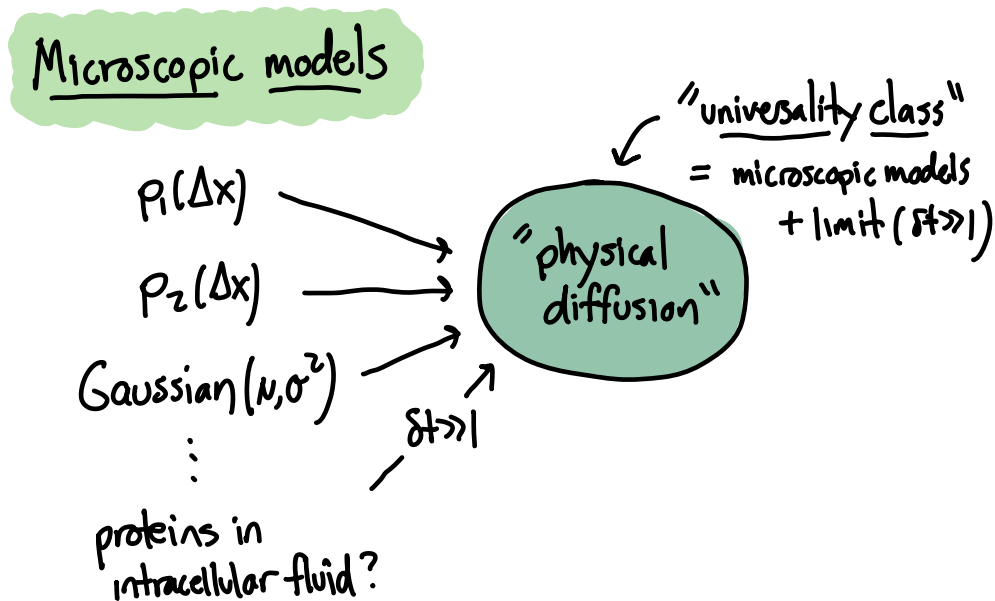 Microscopic models
"universality class"
= microscopic models
+ limit (δt≫1)
p₁(Δx)
p₂(Δx)
Gaussian(μ,σ²)
⋮
"physical
diffusion"
δt≫1
proteins in
intracellular fluid?